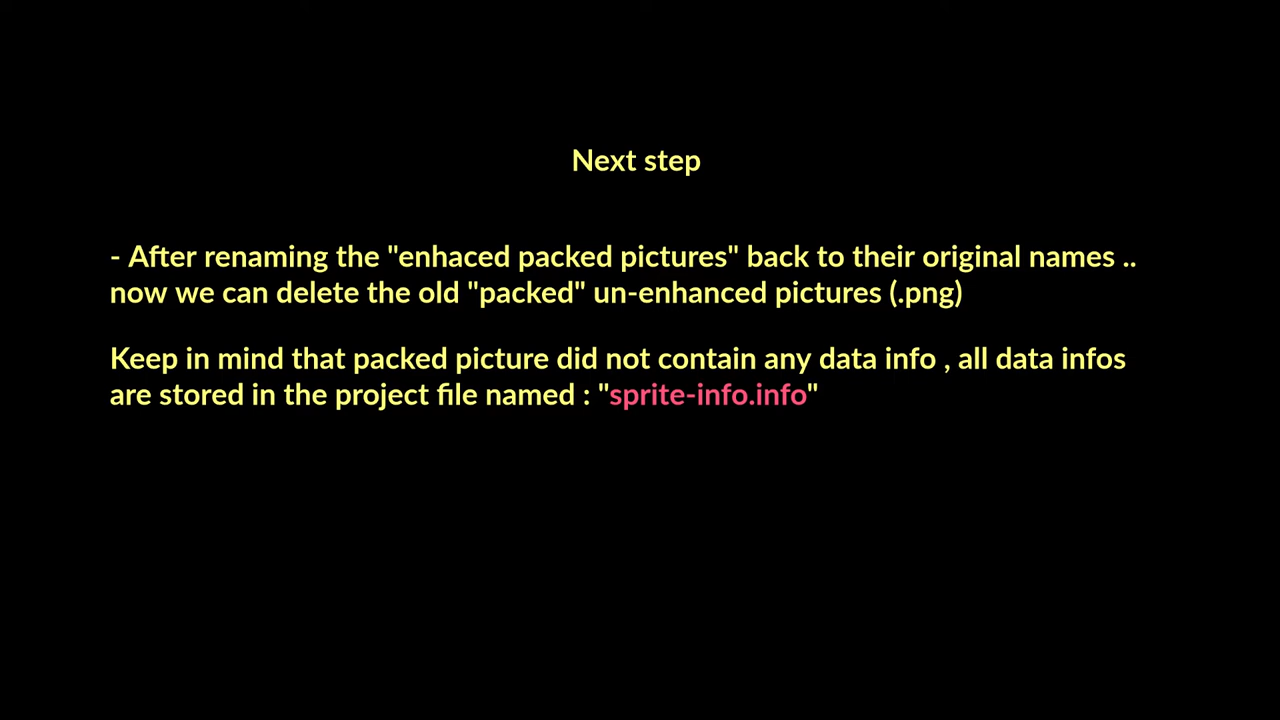 Next step
- After renaming the "enhaced packed pictures" back to their original names ..
now we can delete the old "packed" un-enhanced pictures (.png)
Keep in mind that packed picture did not contain any data info , all data infos
are stored in the project file named : "sprite-info.info"